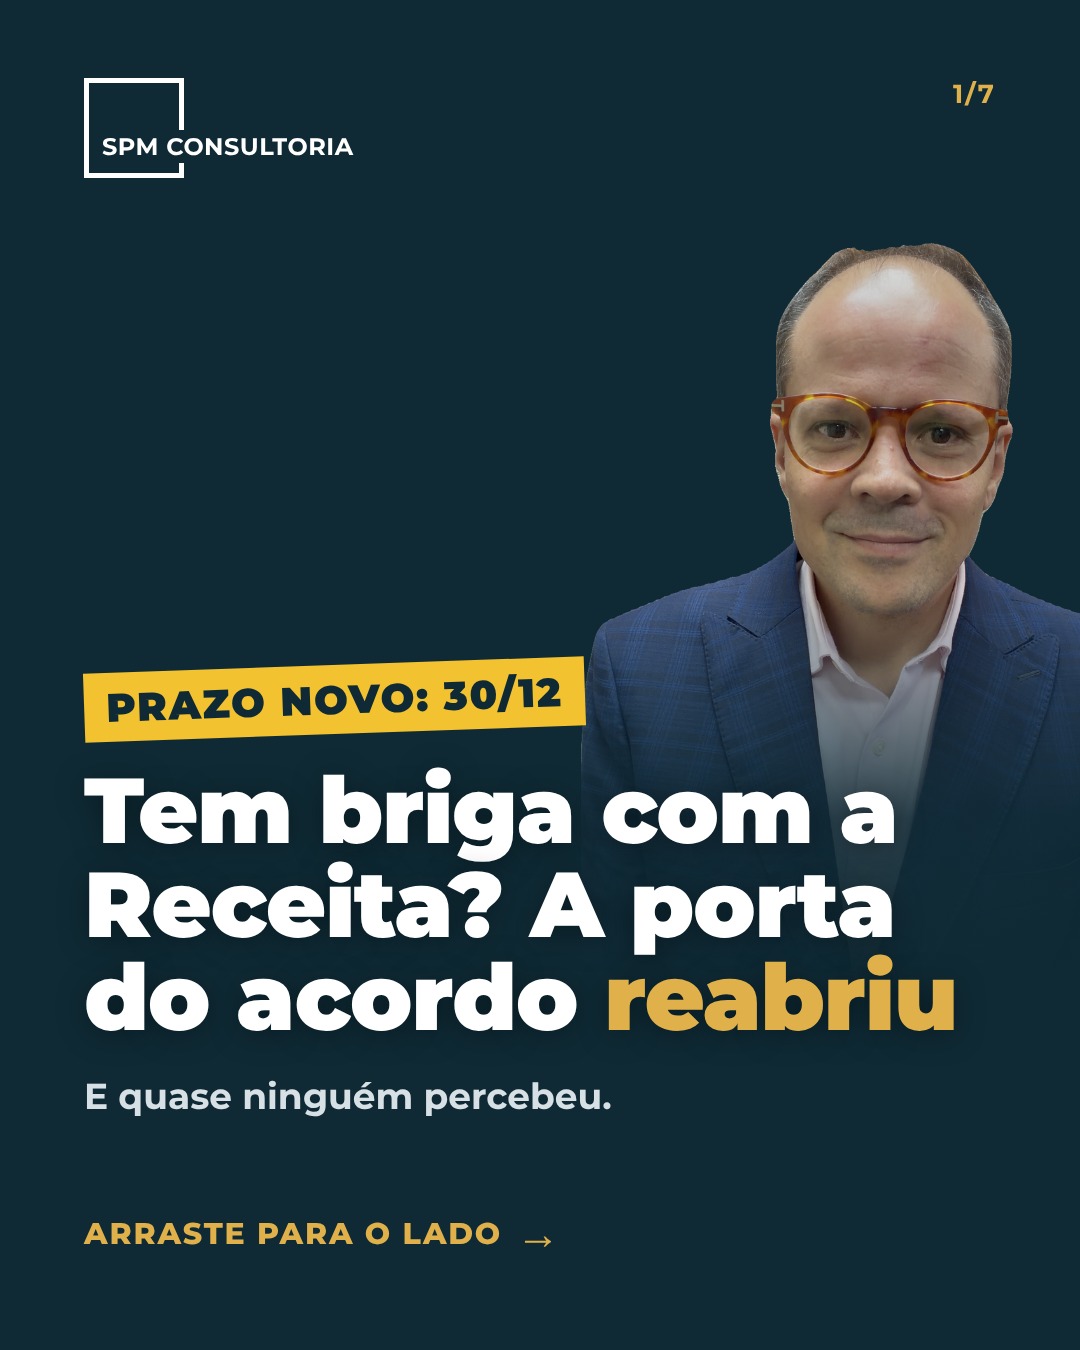 SPM CONSULTORIA
1/7
PRAZO NOVO: 30/12
Tem briga com a
Receita? A porta
do acordo reabriu
E quase ninguém percebeu.
ARRASTE PARA O LADO →